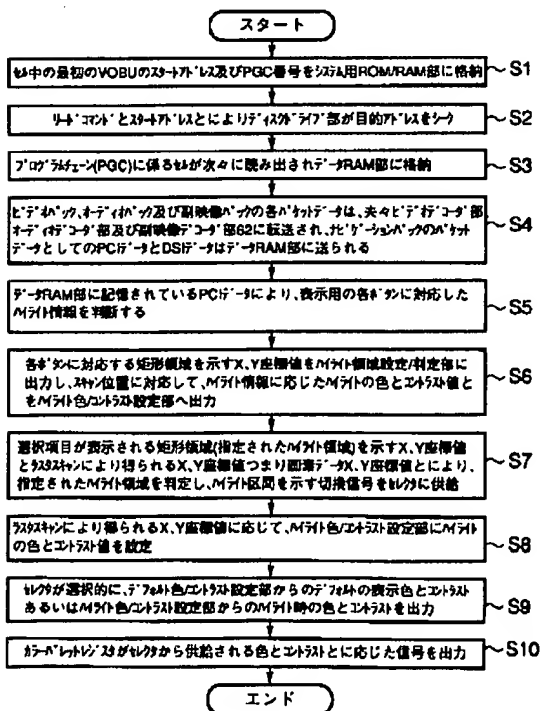 スタート
セル中の最初のVOBUのスタートアドレス及びPGC番号をシステム用ROM/RAM部に格納
S1
リードコマンドとスタートアドレスとによりディスクドライブ部が目的アドレスをシーク
S2
プログラムチェーン(PGC)に係るセルが次々に読み出されデータRAM部に格納
S3
ビデオパック、オーディオパック及び副映像パックの各パケットデータは、夫々ビデオデコーダ部
オーディオデコーダ部及び副映像デコーダ部62に転送され、ナビゲーションパックのパケット
データとしてのPCIデータとDSIデータはデータRAM部に送られる
S4
データRAM部に記憶されているPCIデータにより、表示用の各ボタンに対応した
ハイライト情報を判断する
S5
各ボタンに対応する矩形領域を示すX、Y座標値をハイライト領域設定/判定部に
出力し、スキャン位置に対応して、ハイライト情報に応じたハイライトの色とコントラスト値と
をハイライト色/コントラスト設定部へ出力
S6
選択項目が表示される矩形領域(指定されたハイライト領域)を示すX、Y座標値
とラスタスキャンにより得られるX、Y座標値つまり画素データX、Y座標値とにより、
指定されたハイライト領域を判定し、ハイライト区間を示す切換信号をセレクタに供給
S7
ラスタスキャンにより得られるX、Y座標値に応じて、ハイライト色/コントラスト設定部にハイライト
の色とコントラスト値を設定
S8
セレクタが選択的に、デフォルト色/コントラスト設定部からのデフォルトの表示色とコントラスト
あるいはハイライト色/コントラスト設定部からのハイライト時の色とコントラストを出力
S9
カラーパレットレジスタがセレクタから供給される色とコントラストとに応じた信号を出力
S10
エンド